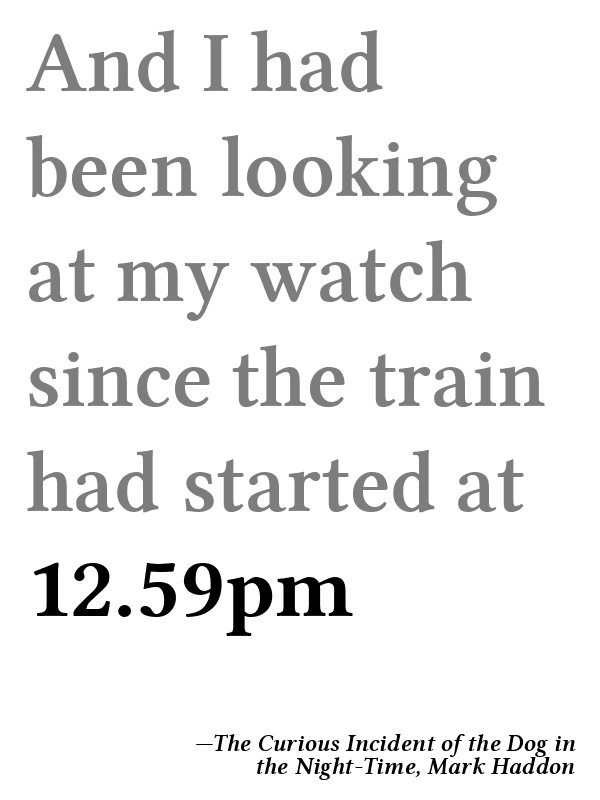 And I had
been looking
at my watch
since the train
had started at
12.59pm
—The Curious Incident of the Dog in
the Night-Time, Mark Haddon